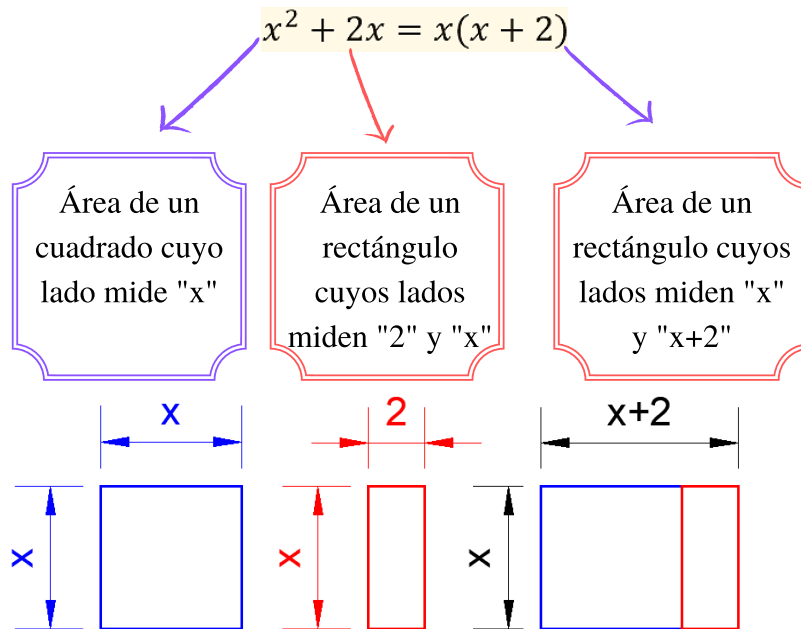 x² + 2x = x(x + 2)
Área de un
cuadrado cuyo
lado mide "x"
Área de un
rectángulo
cuyos lados
miden "2" y "x"
Área de un
rectángulo cuyos
lados miden "x"
y "x+2"
x
2
x+2
x
x
x